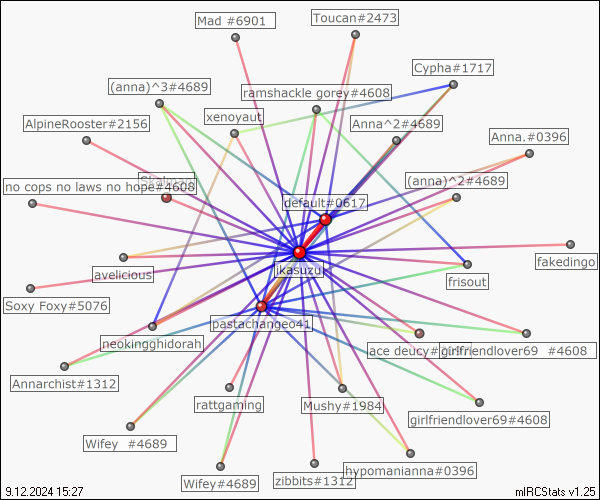 Mad #6901
Toucan#2473
Cypha#1717
(anna)^3#4689
ramshackle gorey#4608
xenoyaut
AlpineRooster#2156
Anna^2#4689
Anna.#0396
no cops no laws no hope#4608
(anna)^2#4689
default#0617
jkasuzu
avelicious
fakedingo
frisout
Soxy Foxy#5076
pastachangeo41
neokingghidorah
ace deucy#
girlfriendlover69 #4608
Annarchist#1312
rattgaming
Mushy#1984
girlfriendlover69#4608
Wifey #4689
Wifey#4689
zibbits#1312
hypomanianna#0396
9.12.2024 15:27
mIRCStats v1.25